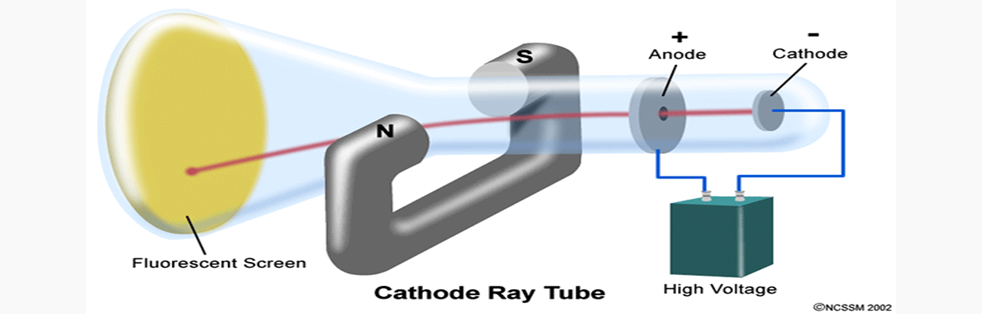 +
Anode
-
Cathode
S
N
Fluorescent Screen
High Voltage
Cathode Ray Tube
©NCSSM 2002